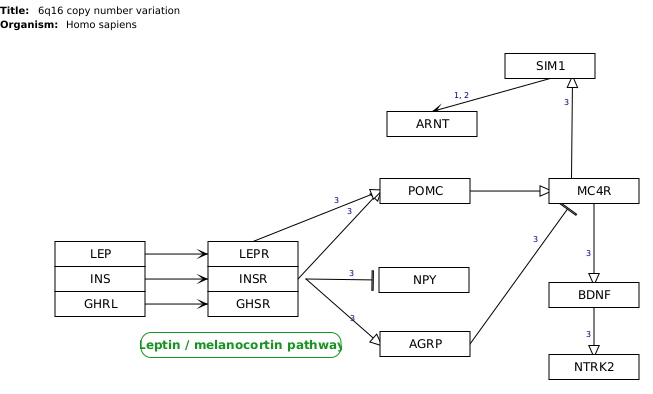 Title: 6q16 copy number variation
Organism: Homo sapiens
SIM1
1, 2
3
ARNT
POMC
MC4R
3
3
LEP
LEPR
3
3
INS
INSR
3
NPY
GHRL
GHSR
BDNF
3
3
AGRP
Leptin / melanocortin pathway
NTRK2